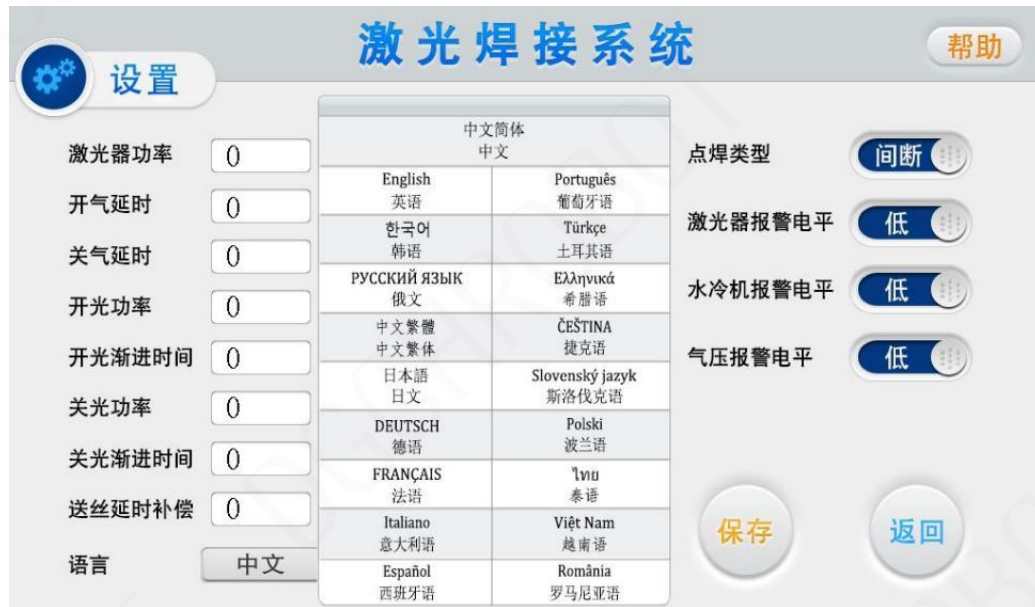 激光焊接系统
帮助
设置
激光器功率 0
开气延时 0
关气延时 0
开光功率 0
开光渐进时间 0
关光功率 0
关光渐进时间 0
送丝延时补偿 0
语言 中文
中文简体
中文
English
英语
Português
葡萄牙语
한국어
韩语
Türkçe
土耳其语
РУССКИЙ ЯЗЫК
俄文
Ελληνικά
希腊语
中文繁體
中文繁体
ČEŠTINA
捷克语
日本語
日文
Slovenský jazyk
斯洛伐克语
DEUTSCH
德语
Polski
波兰语
FRANÇAIS
法语
ไทย
泰语
Italiano
意大利语
Việt Nam
越南语
Español
西班牙语
România
罗马尼亚语
点焊类型 间断
激光器报警电平 低
水冷机报警电平 低
气压报警电平 低
保存
返回